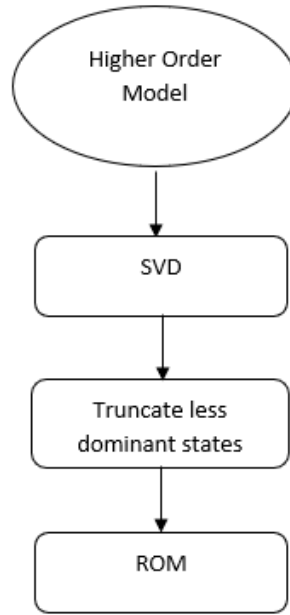 Higher Order
Model
SVD
Truncate less
dominant states
ROM